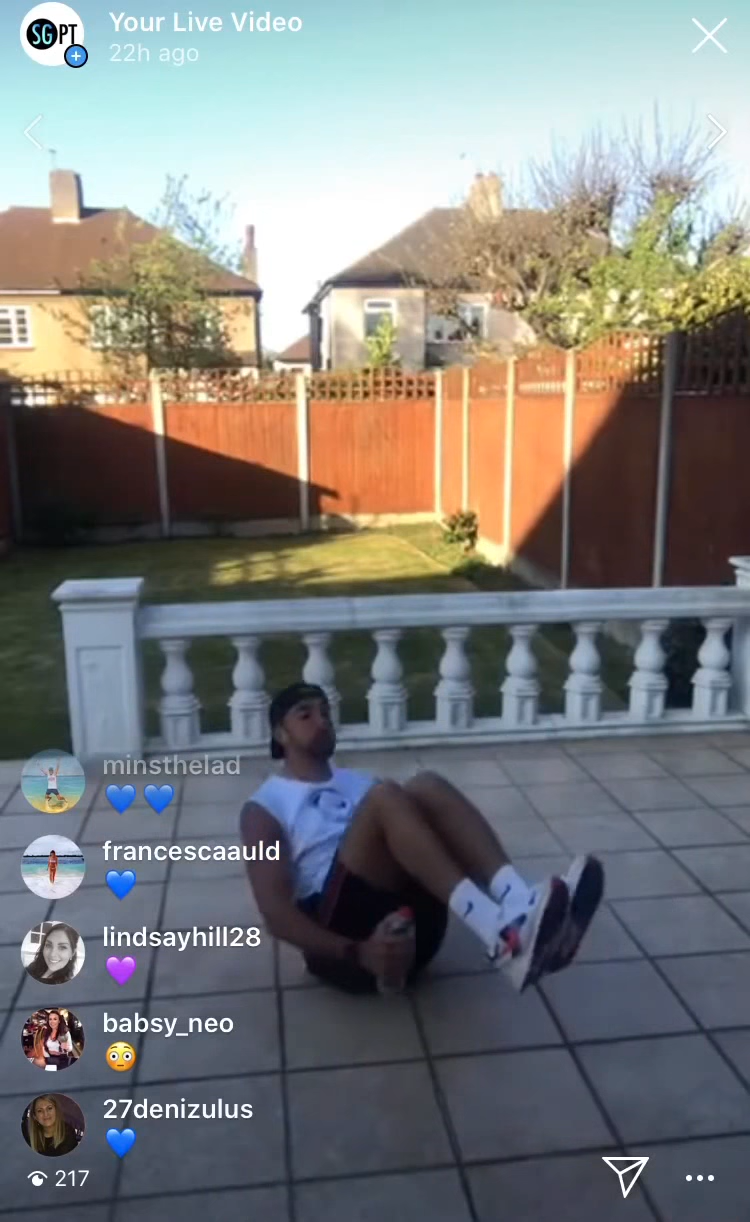 SGPT
Your Live Video
22h ago
minsthelad
💙 💙
francescaauld
💙
lindsayhill28
💜
babsy_neo
😳
27denizulus
💙
217